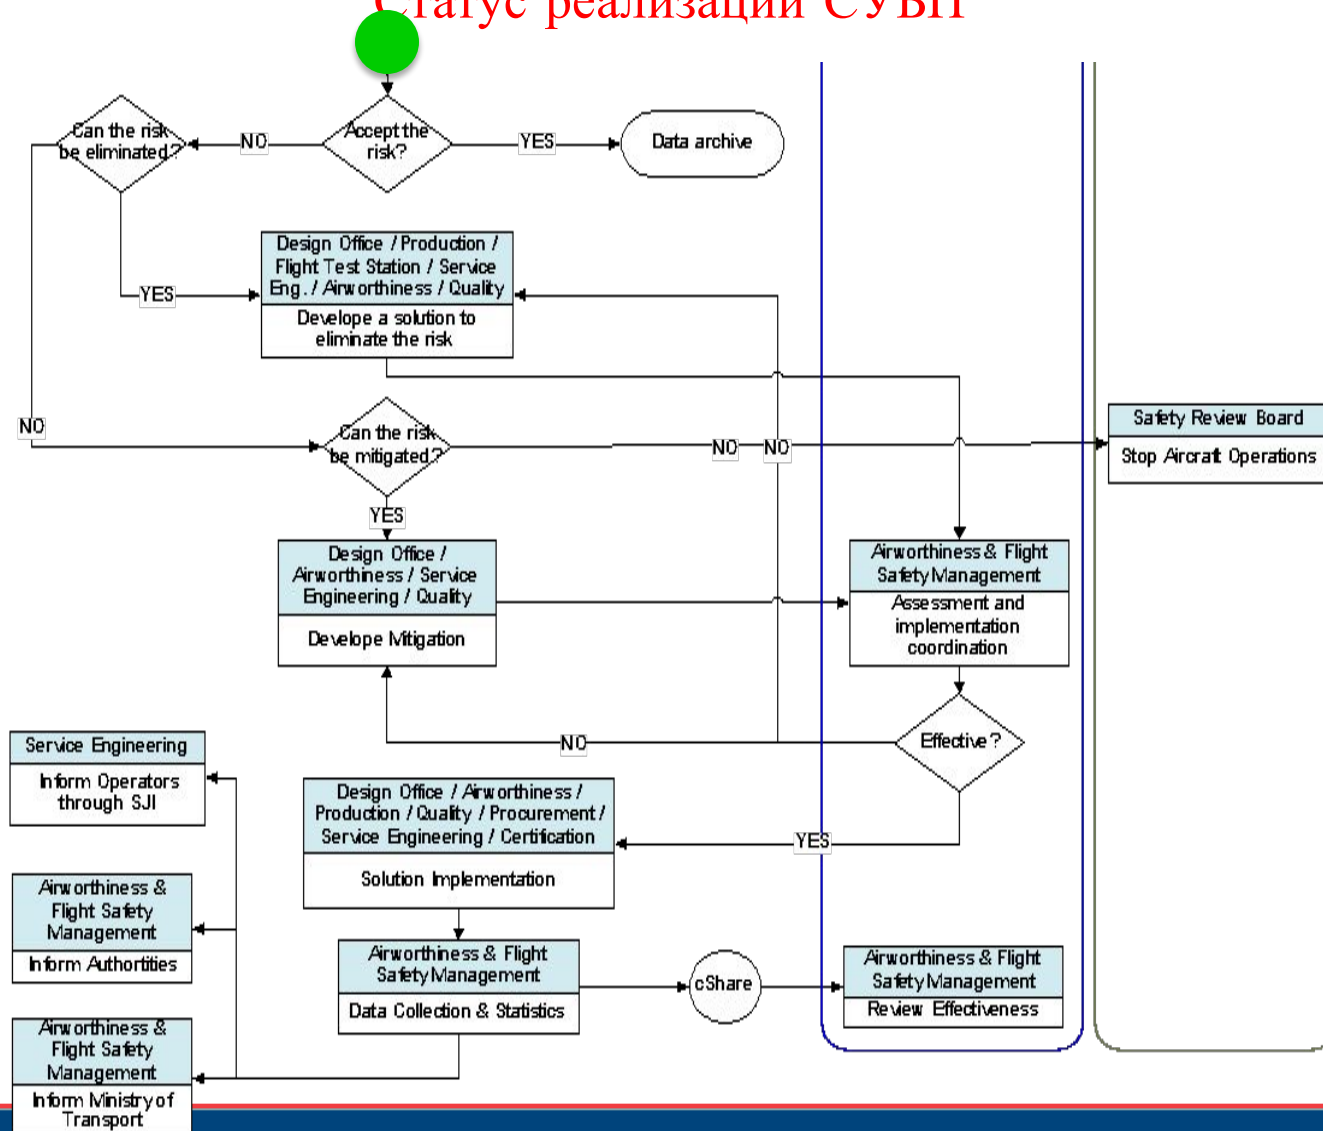 Статус реализации СУБП
Can the risk
be eliminated?
NO
Accept the
risk?
YES
Data archive
Design Office / Production /
Flight Test Station / Service
Eng. / Airworthiness / Quality
YES
Develope a solution to
eliminate the risk
NO
Can the risk
be mitigated?
NO
NO
Safety Review Board
Stop Aircraft Operations
YES
Design Office /
Airworthiness / Service
Engineering / Quality
Develope Mitigation
Airworthiness & Flight
Safety Management
Assessment and
implementation
coordination
NO
Effective?
Service Engineering
Inform Operators
through SJI
Design Office / Airworthiness /
Production / Quality / Procurement /
Service Engineering / Certification
YES
Solution Implementation
Airworthiness &
Flight Safety
Management
Inform Authortities
Airworthiness & Flight
Safety Management
Data Collection & Statistics
cShare
Airworthiness & Flight
Safety Management
Review Effectiveness
Airworthiness &
Flight Safety
Management
Inform Ministry of
Transport